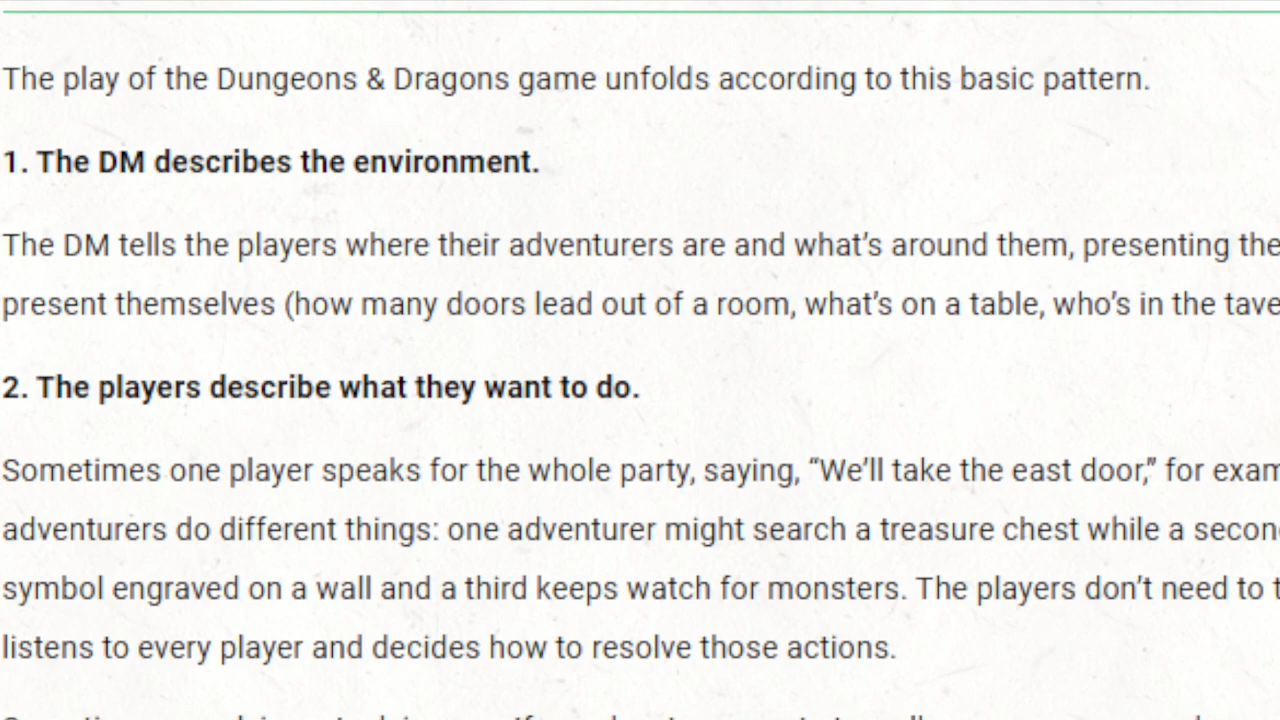 The play of the Dungeons & Dragons game unfolds according to this basic pattern.
1. The DM describes the environment.
The DM tells the players where their adventurers are and what’s around them, presenting the
present themselves (how many doors lead out of a room, what’s on a table, who’s in the tave
2. The players describe what they want to do.
Sometimes one player speaks for the whole party, saying, “We’ll take the east door,” for exam
adventurers do different things: one adventurer might search a treasure chest while a secon
symbol engraved on a wall and a third keeps watch for monsters. The players don’t need to t
listens to every player and decides how to resolve those actions.